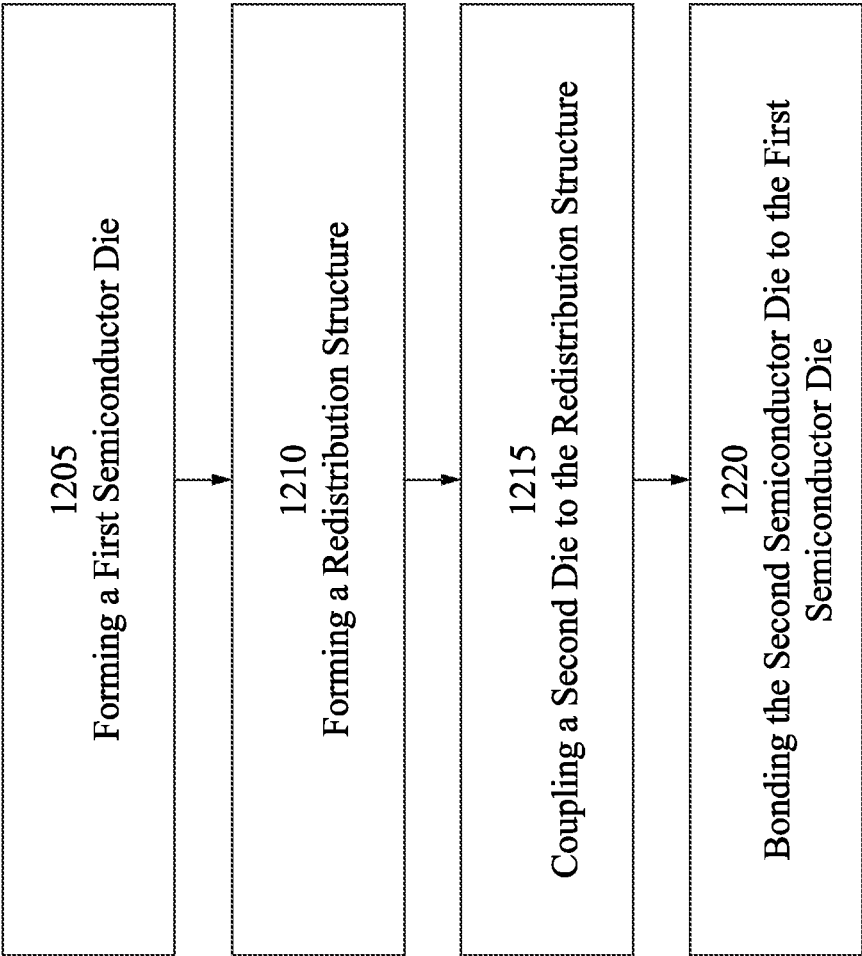 1205
Forming a First Semiconductor Die
1210
Forming a Redistribution Structure
1215
Coupling a Second Die to the Redistribution Structure
1220
Bonding the Second Semiconductor Die to the First
Semiconductor Die